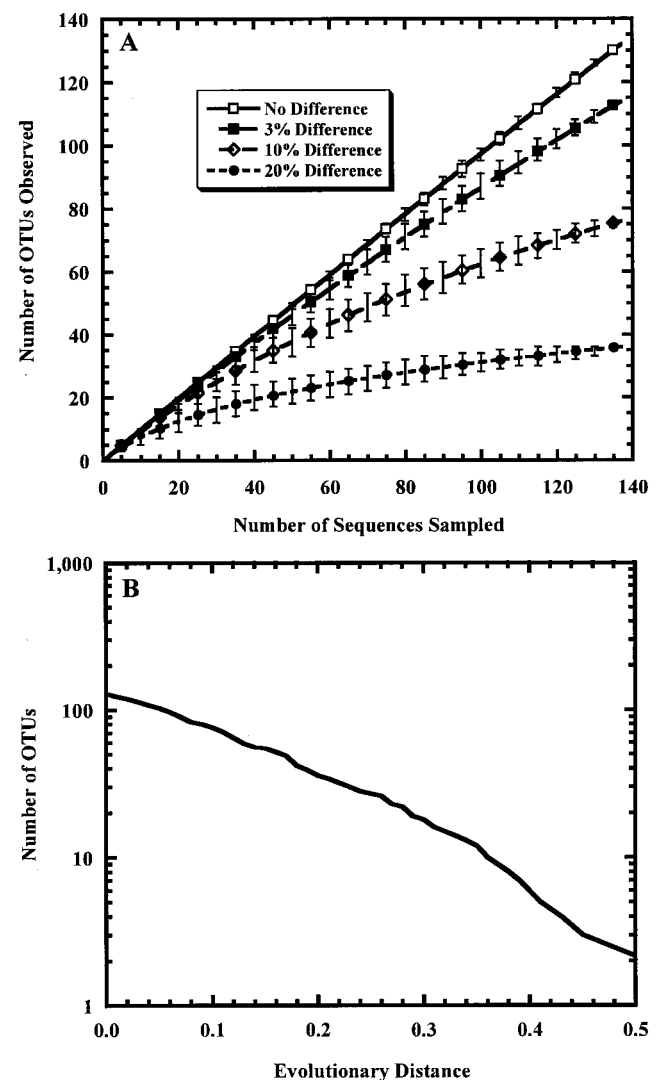 140
A
120
No Difference
3% Difference
10% Difference
20% Difference
100
80
60
40
20
0
Number of OTUs Observed
0 20 40 60 80 100 120 140
Number of Sequences Sampled
1,000
B
100
10
1
Number of OTUs
0.0 0.1 0.2 0.3 0.4 0.5
Evolutionary Distance